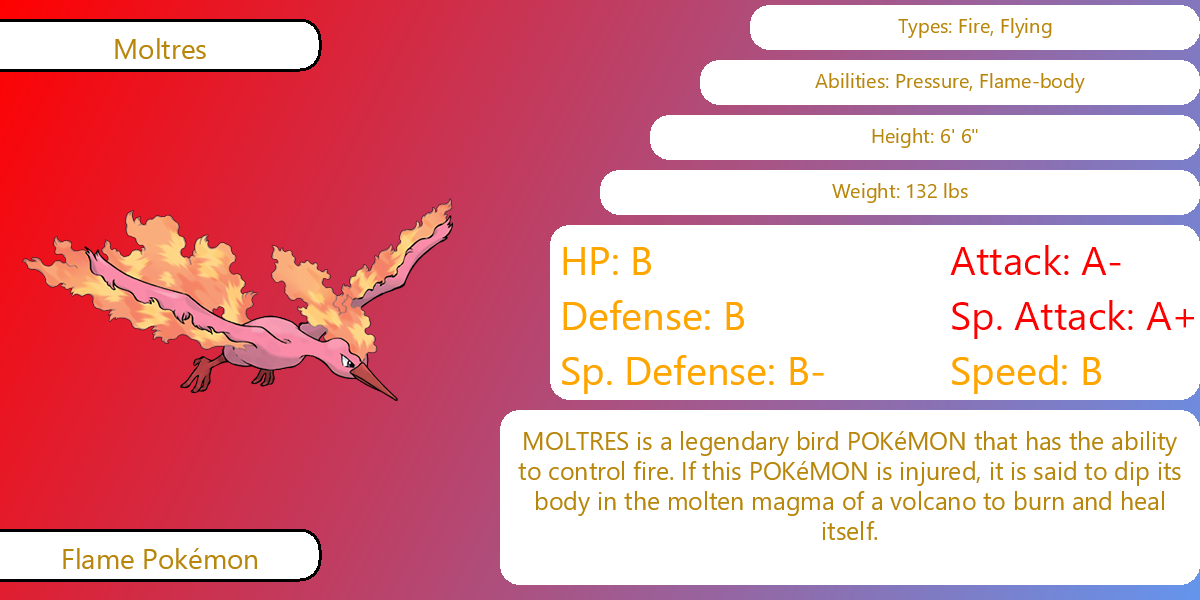 Moltres
Types: Fire, Flying
Abilities: Pressure, Flame-body
Height: 6' 6"
Weight: 132 lbs
HP: B
Attack: A-
Defense: B
Sp. Attack: A+
Sp. Defense: B-
Speed: B
MOLTRES is a legendary bird POKéMON that has the ability
to control fire. If this POKéMON is injured, it is said to dip its
body in the molten magma of a volcano to burn and heal
itself.
Flame Pokémon